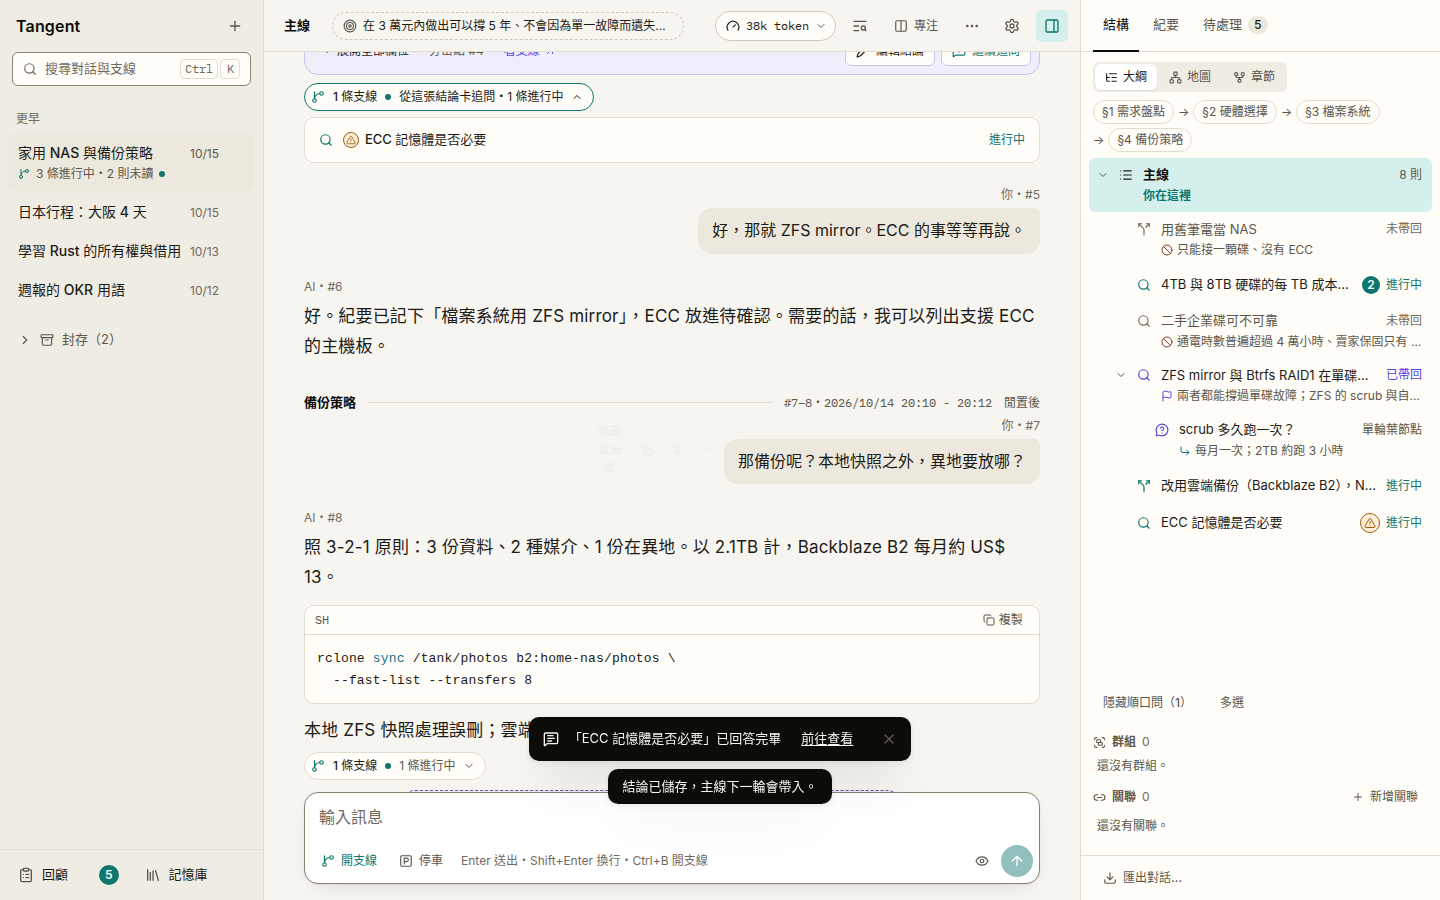 Tangent
搜尋對話與支線 Ctrl K
更早
家用 NAS 與備份策略 10/15
3 條進行中・2 則未讀
日本行程：大阪 4 天 10/15
學習 Rust 的所有權與借用 10/13
週報的 OKR 用語 10/12
封存（2）
回顧 5 記憶庫
主線 在 3 萬元內做出可以撐 5 年、不會因為單一故障而遺失... 38k token 專注
1 條支線 從這張結論卡追問・1 條進行中
ECC 記憶體是否必要 進行中
你・#5
好，那就 ZFS mirror。ECC 的事等等再說。
AI・#6
好。紀要已記下「檔案系統用 ZFS mirror」，ECC 放進待確認。需要的話，我可以列出支援 ECC
的主機板。
備份策略 #7–8・2026/10/14 20:10 - 20:12 閒置後
你・#7
那備份呢？本地快照之外，異地要放哪？
AI・#8
照 3-2-1 原則：3 份資料、2 種媒介、1 份在異地。以 2.1TB 計，Backblaze B2 每月約 US$
13。
SH 複製
rclone sync /tank/photos b2:home-nas/photos \
--fast-list --transfers 8
本地 ZFS 快照處理誤刪；雲端
「ECC 記憶體是否必要」已回答完畢 前往查看
1 條支線 1 條進行中
結論已儲存，主線下一輪會帶入。
輸入訊息
開支線 停車 Enter 送出・Shift+Enter 換行・Ctrl+B 開支線
結構 紀要 待處理 5
大綱 地圖 章節
§1 需求盤點 → §2 硬體選擇 → §3 檔案系統
→ §4 備份策略
主線 8 則
你在這裡
用舊筆電當 NAS 未帶回
只能接一顆碟、沒有 ECC
4TB 與 8TB 硬碟的每 TB 成本... 2 進行中
二手企業碟可不可靠 未帶回
通電時數普遍超過 4 萬小時、賣家保固只有 ...
ZFS mirror 與 Btrfs RAID1 在單碟... 已帶回
兩者都能撐過單碟故障；ZFS 的 scrub 與自...
scrub 多久跑一次？ 單輪葉節點
每月一次；2TB 約跑 3 小時
改用雲端備份（Backblaze B2），N... 進行中
ECC 記憶體是否必要 進行中
隱藏順口問（1） 多選
群組 0
還沒有群組。
關聯 0 新增關聯
還沒有關聯。
匯出對話...